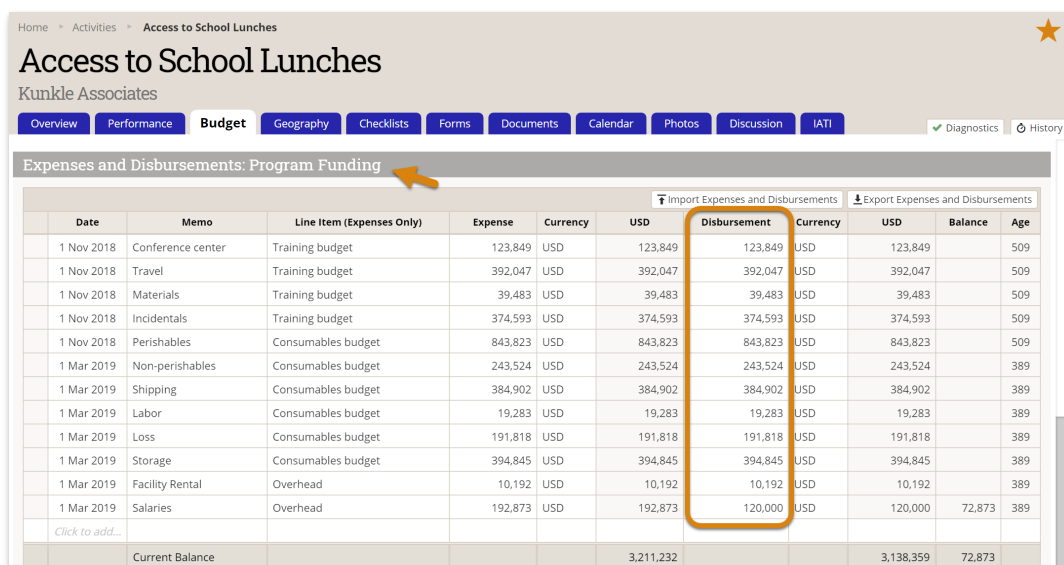 Home ▸ Activities ▸ Access to School Lunches
Access to School Lunches
Kunkle Associates
Overview Performance Budget Geography Checklists Forms Documents Calendar Photos Discussion IATI Diagnostics History
Expenses and Disbursements: Program Funding
Import Expenses and Disbursements Export Expenses and Disbursements
Date Memo Line Item (Expenses Only) Expense Currency USD Disbursement Currency USD Balance Age
1 Nov 2018 Conference center Training budget 123,849 USD 123,849 123,849 USD 123,849 509
1 Nov 2018 Travel Training budget 392,047 USD 392,047 392,047 USD 392,047 509
1 Nov 2018 Materials Training budget 39,483 USD 39,483 39,483 USD 39,483 509
1 Nov 2018 Incidentals Training budget 374,593 USD 374,593 374,593 USD 374,593 509
1 Nov 2018 Perishables Consumables budget 843,823 USD 843,823 843,823 USD 843,823 509
1 Mar 2019 Non-perishables Consumables budget 243,524 USD 243,524 243,524 USD 243,524 389
1 Mar 2019 Shipping Consumables budget 384,902 USD 384,902 384,902 USD 384,902 389
1 Mar 2019 Labor Consumables budget 19,283 USD 19,283 19,283 USD 19,283 389
1 Mar 2019 Loss Consumables budget 191,818 USD 191,818 191,818 USD 191,818 389
1 Mar 2019 Storage Consumables budget 394,845 USD 394,845 394,845 USD 394,845 389
1 Mar 2019 Facility Rental Overhead 10,192 USD 10,192 10,192 USD 10,192 389
1 Mar 2019 Salaries Overhead 192,873 USD 192,873 120,000 USD 120,000 72,873 389
Click to add...
Current Balance 3,211,232 3,138,359 72,873